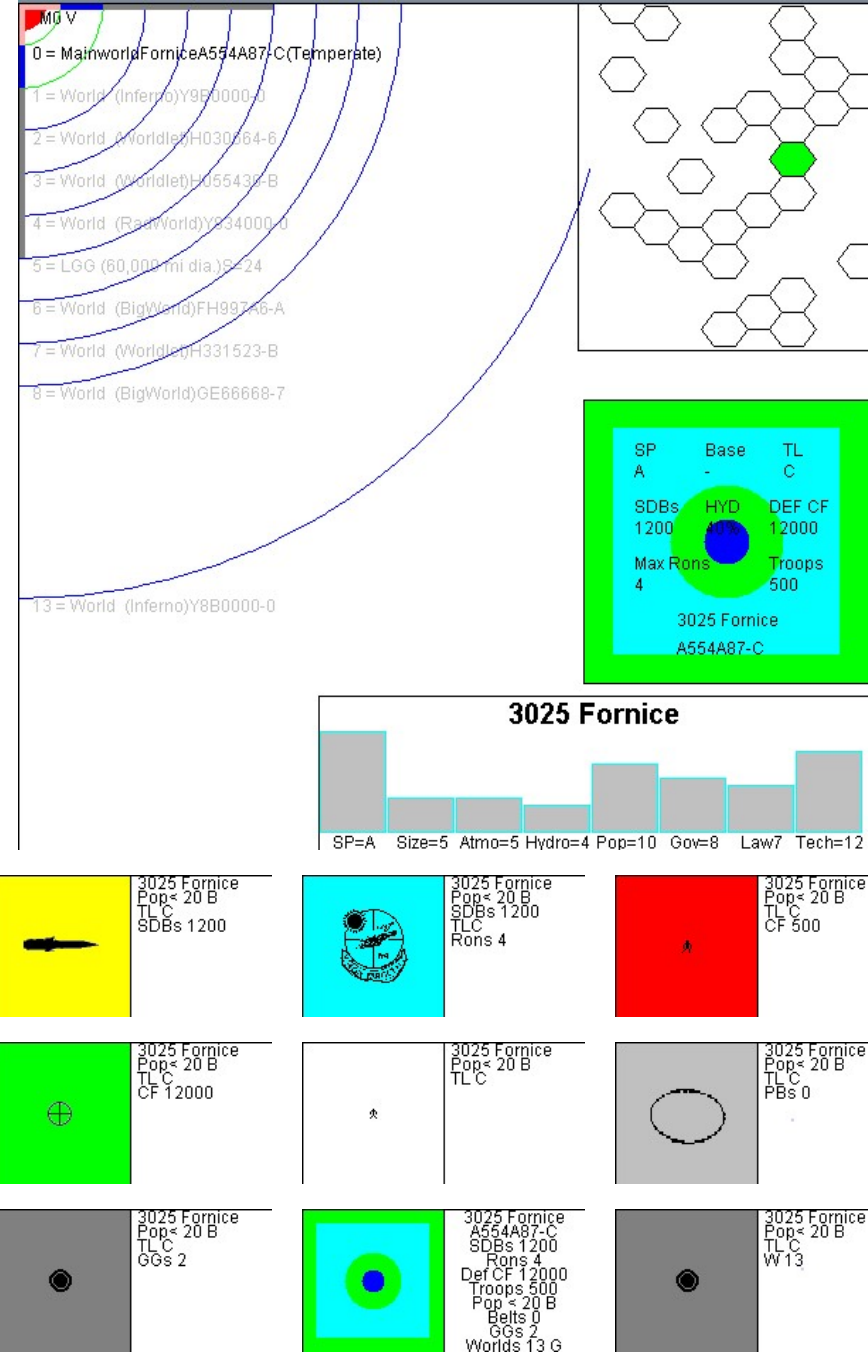 M0 V
0 = MainworldForniceA554A87-C(Temperate)
1 = World (Inferno)Y9B0000-0
2 = World (Worldlet)H030664-6
3 = World (Worldlet)H055430-B
4 = World (RadWorld)Y934000-0
5 = LGG (60,000 mi dia.)S=24
6 = World (BigWorld)FH997A6-A
7 = World (Worldlet)H331523-B
8 = World (BigWorld)GE66668-7
13 = World (Inferno)Y8B0000-0
SP Base TL
A - C
SDBs HYD DEF CF
1200 40% 12000
Max Rons Troops
4 500
3025 Fornice
A554A87-C
3025 Fornice
SP=A Size=5 Atmo=5 Hydro=4 Pop=10 Gov=8 Law7 Tech=12
3025 Fornice
Pop< 20 B
TL C
SDBs 1200
3025 Fornice
Pop< 20 B
SDBs 1200
TLC
Rons 4
3025 Fornice
Pop< 20 B
TL C
CF 500
3025 Fornice
Pop< 20 B
TL C
CF 12000
3025 Fornice
Pop< 20 B
TL C
3025 Fornice
Pop< 20 B
TL C
PBs 0
3025 Fornice
Pop< 20 B
TL C
GGs 2
3025 Fornice
A554A87-C
SDBs 1200
Rons 4
Def CF 12000
Troops 500
Pop < 20 B
Belts 0
GGs 2
Worlds 13 G
3025 Fornice
Pop< 20 B
TL C
W 13